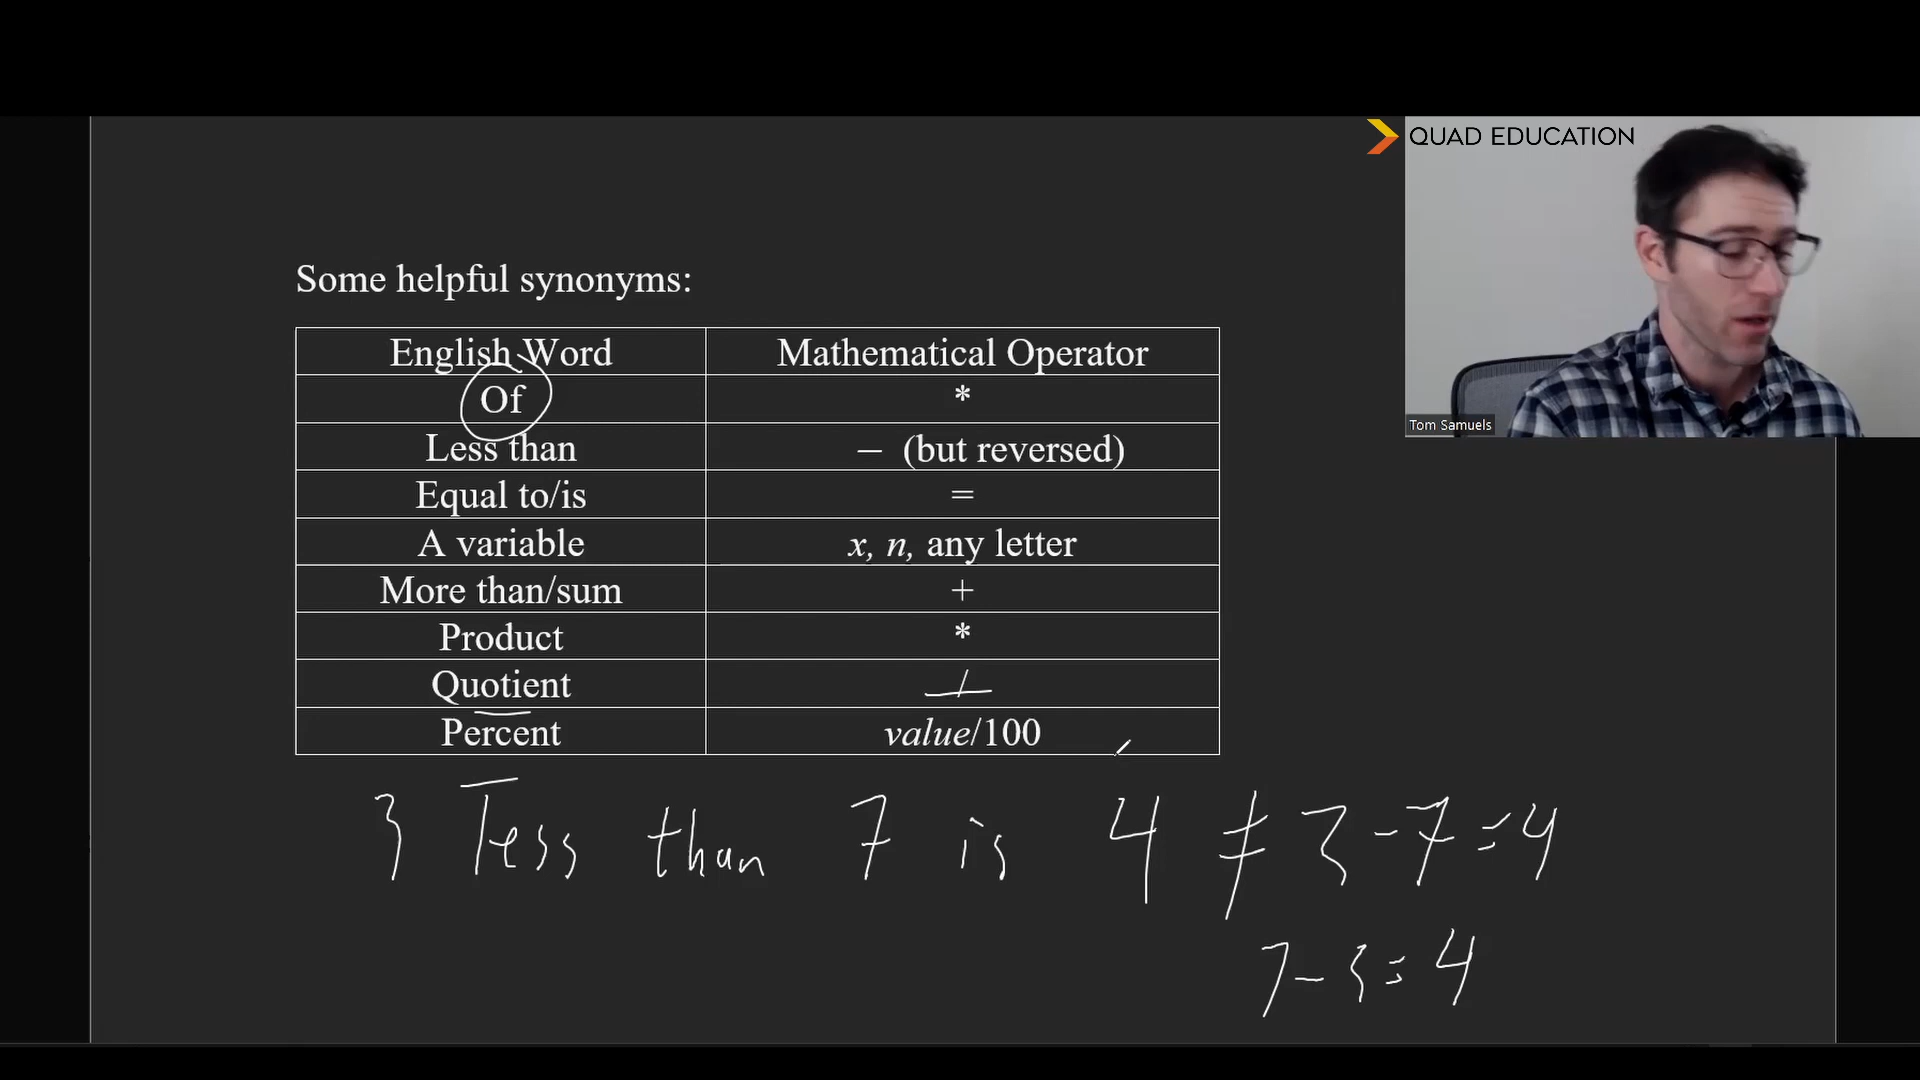 QUAD EDUCATION
Tom Samuels
Some helpful synonyms:
English Word Mathematical Operator
Of *
Less than − (but reversed)
Equal to/is =
A variable x, n, any letter
More than/sum +
Product *
Quotient /
Percent value/100
3 less than 7 is 4 ≠ 3-7=4
7-3=4